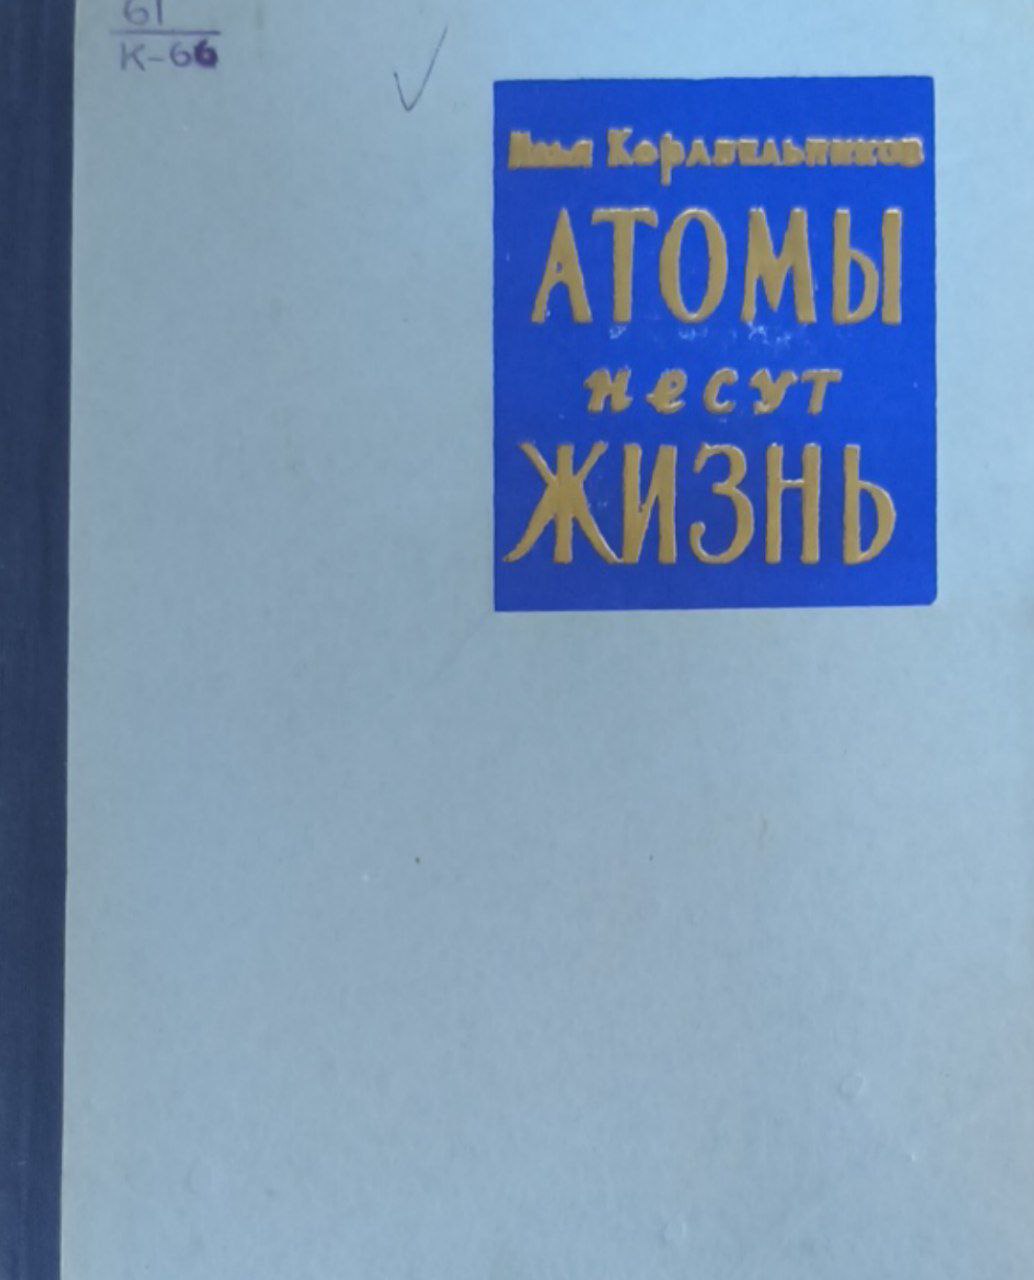 61
К-66
Илья Корабельников
АТОМЫ
несут
ЖИЗНЬ